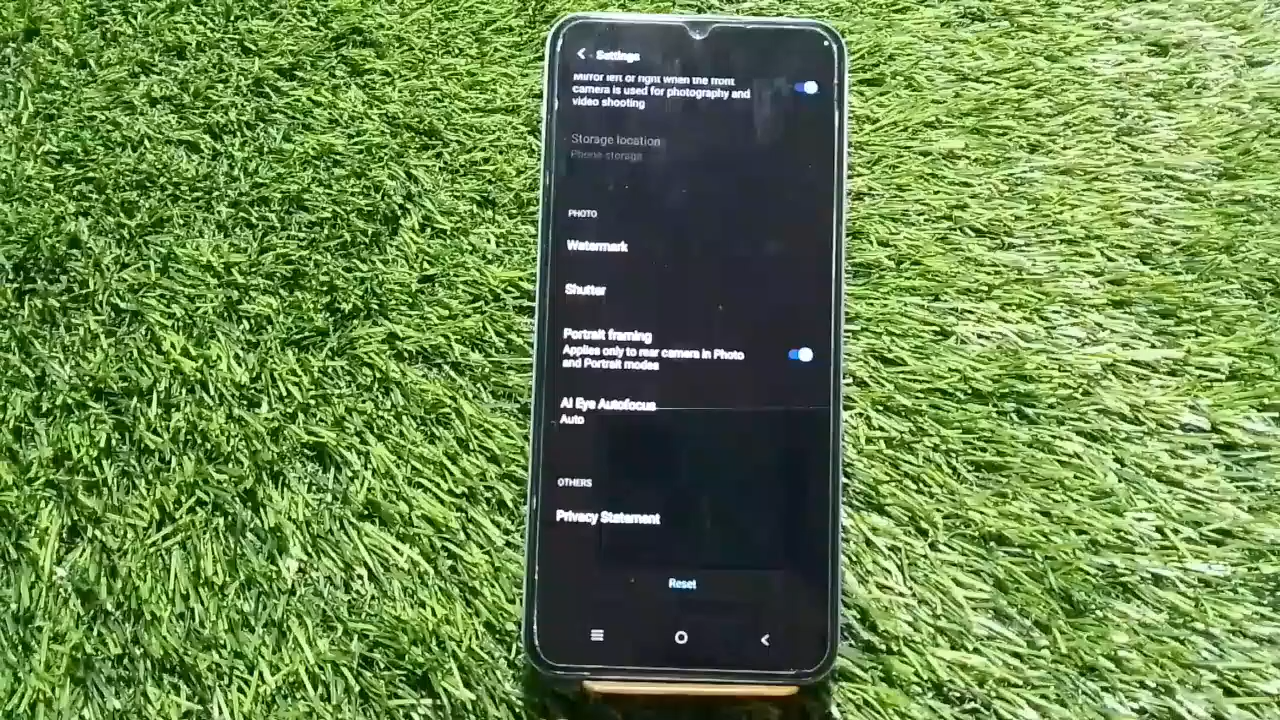 Settings
Mirror left or right when the front
camera is used for photography and
video shooting
Storage location
Phone storage
PHOTO
Watermark
Shutter
Portrait framing
Applies only to rear camera in Photo
and Portrait modes
AI Eye Autofocus
Auto
OTHERS
Privacy Statement
Reset